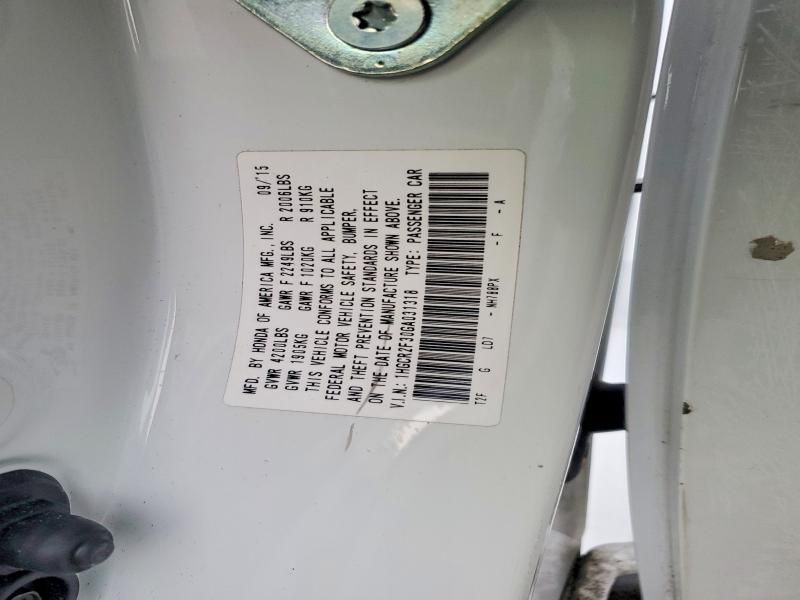 MFD. BY HONDA OF AMERICA MFG., INC. 09/15
GVWR 4200LBS GAWR F 2249LBS R 2006LBS
GVWR 1905KG GAWR F 1020KG R 910KG
THIS VEHICLE CONFORMS TO ALL APPLICABLE
FEDERAL MOTOR VEHICLE SAFETY, BUMPER,
AND THEFT PREVENTION STANDARDS IN EFFECT
ON THE DATE OF MANUFACTURE SHOWN ABOVE.
V.I.N.: 1HGCR2F30GA031318 TYPE: PASSENGER CAR
T2F G LD7 - NH788PX - F - A